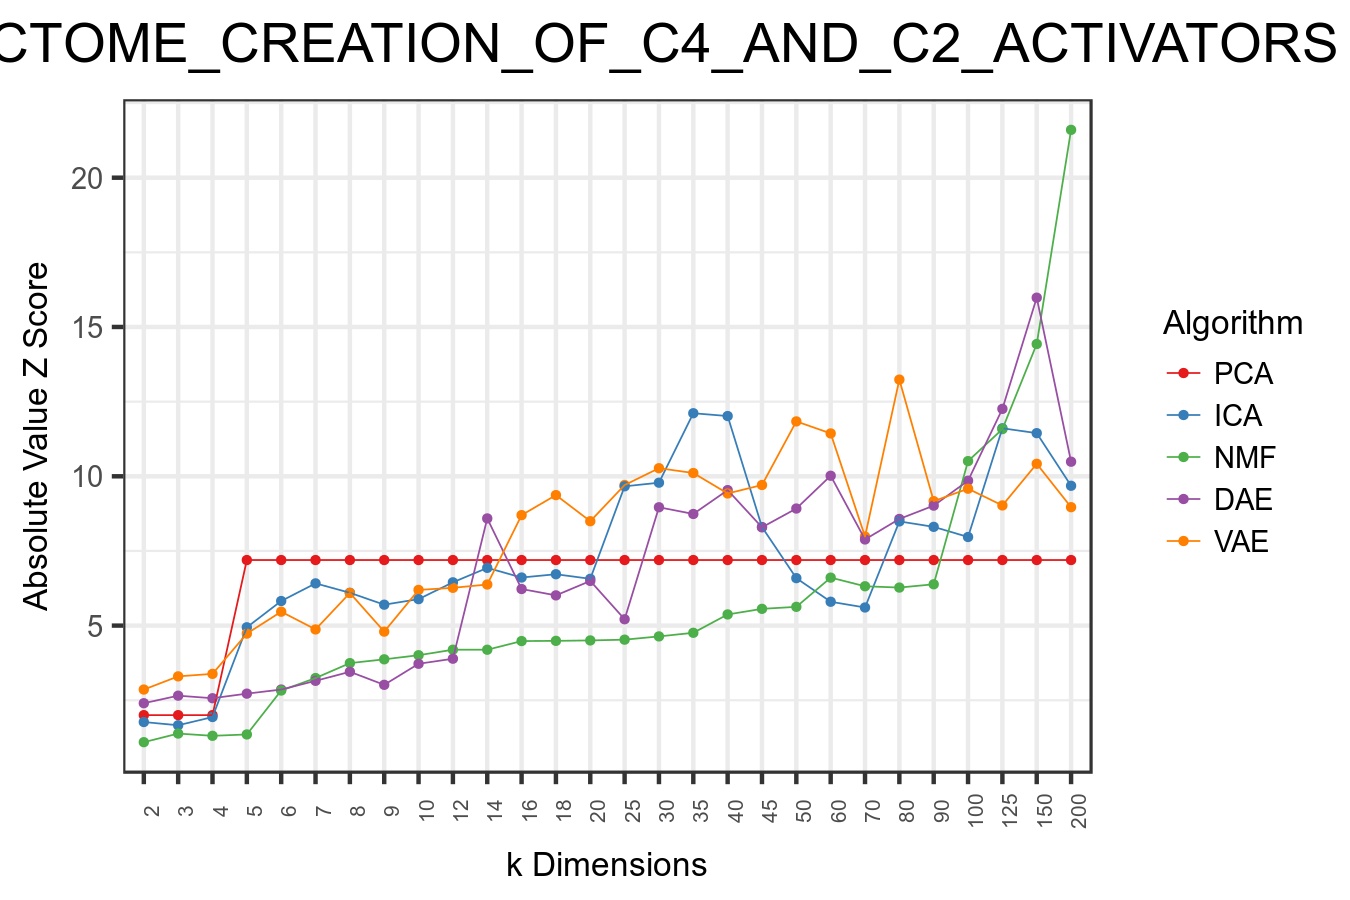 CTOME_CREATION_OF_C4_AND_C2_ACTIVATORS
Absolute Value Z Score
20
15
10
5
2 3 4 5 6 7 8 9 10 12 14 16 18 20 25 30 35 40 45 50 60 70 80 90 100 125 150 200
k Dimensions
Algorithm
PCA
ICA
NMF
DAE
VAE